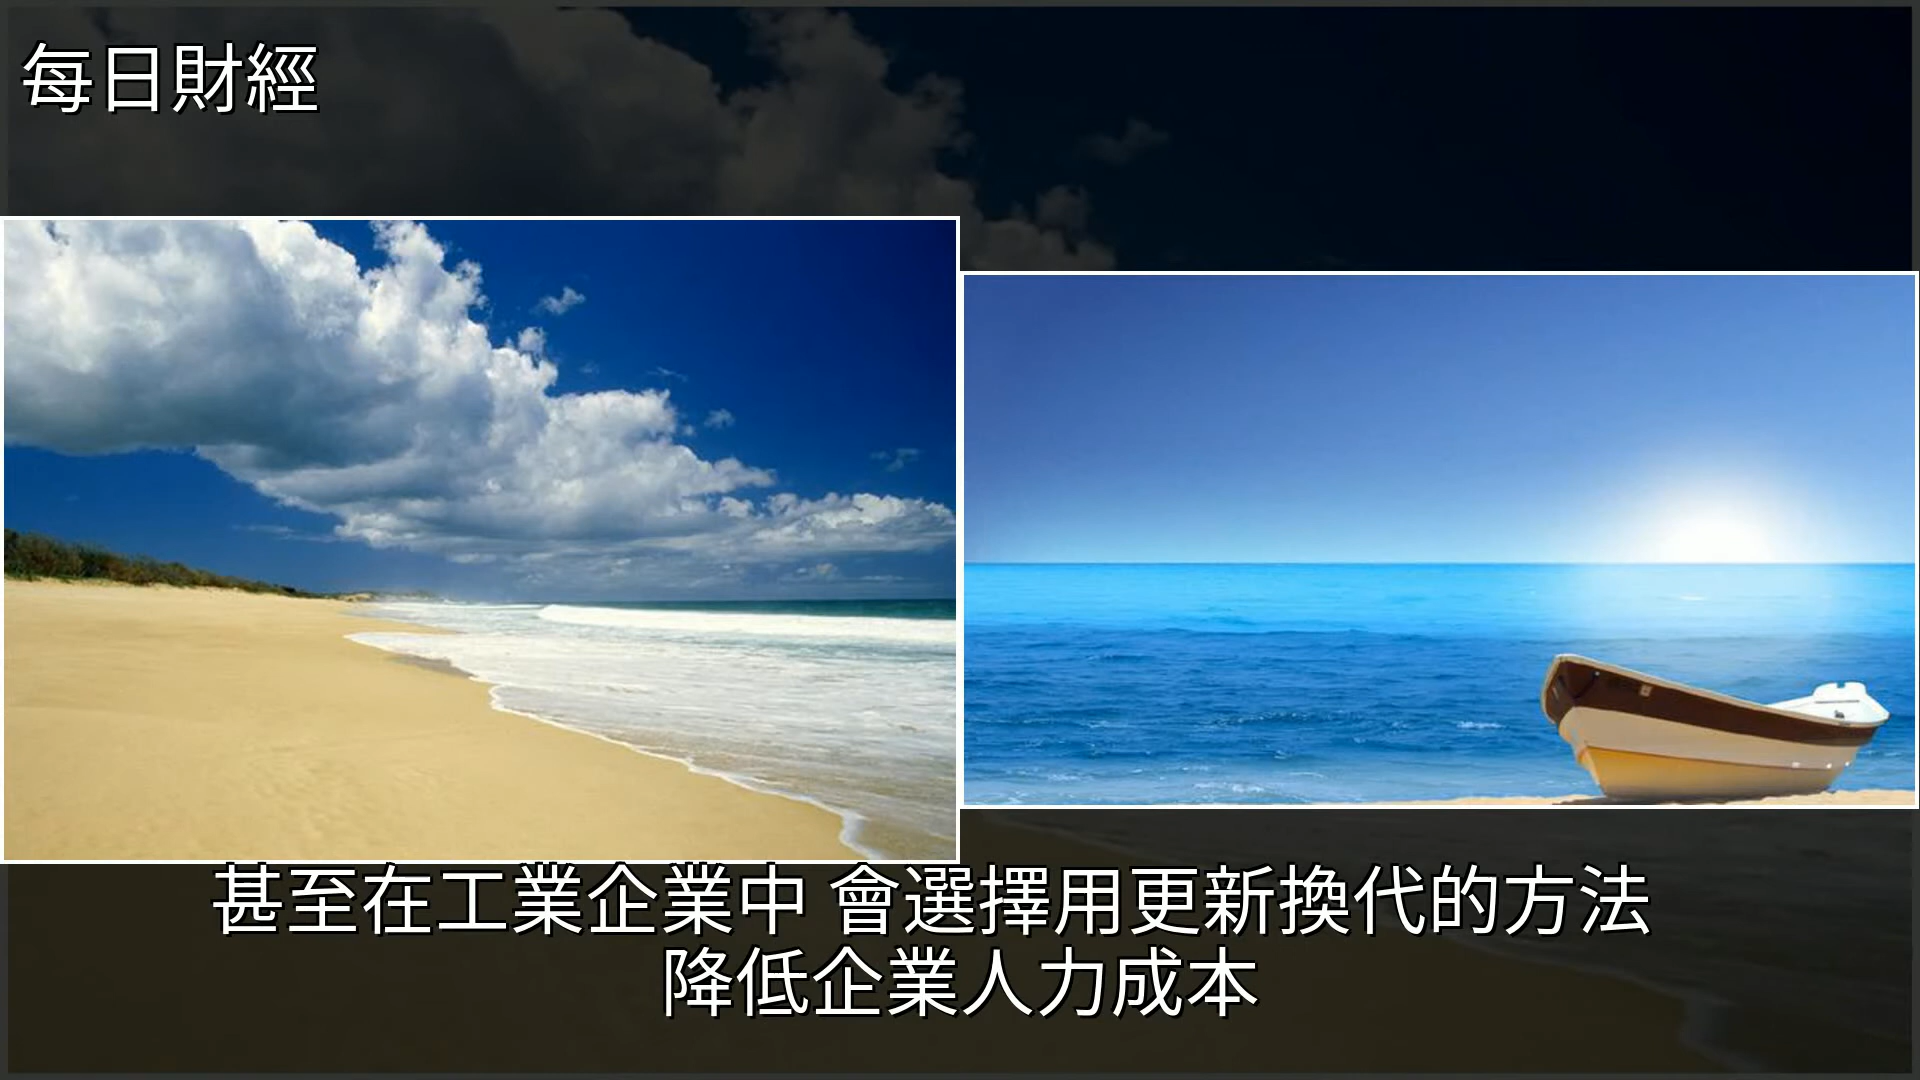 每日財經
甚至在工業企業中 會選擇用更新換代的方法
降低企業人力成本